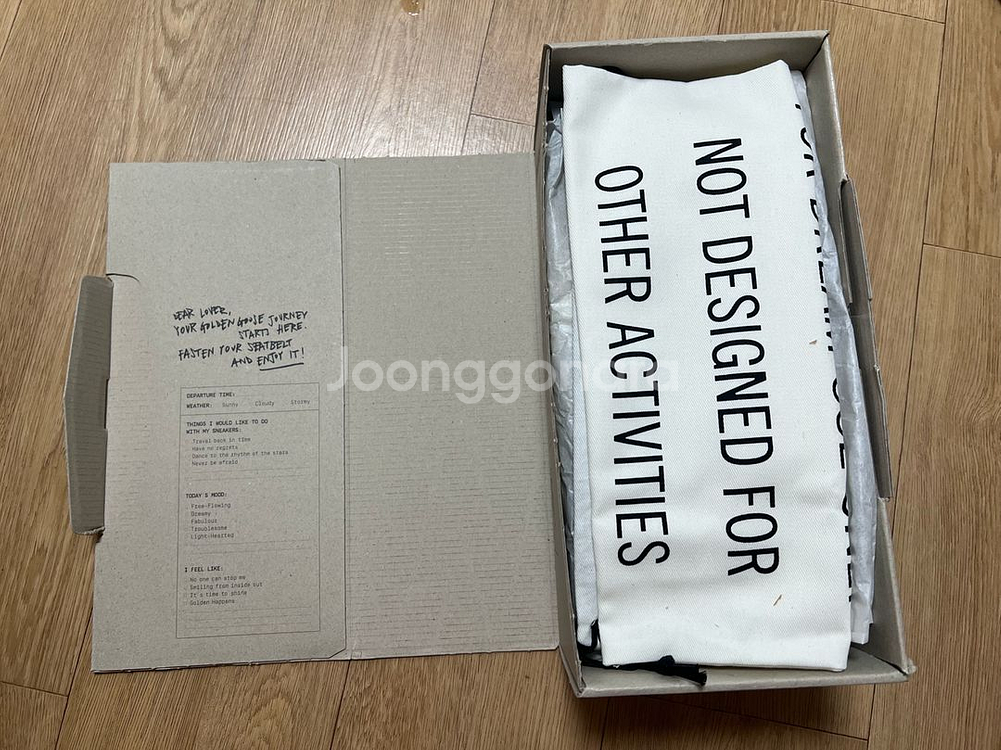 DEAR LOVER,
YOUR GOLDEN GOOSE JOURNEY
STARTS HERE.
FASTEN YOUR SEATBELT
AND ENJOY IT!
DEPARTURE TIME:
WEATHER: Sunny Cloudy Stormy
THINGS I WOULD LIKE TO DO
WITH MY SNEAKERS:
Travel back in time
Have no regrets
Dance to the rhythm of the stars
Never be afraid
TODAY'S MOOD:
Free-Flowing
Dreamy
Fabulous
Troublesome
Light-Hearted
I FEEL LIKE:
No one can stop me
Smiling from inside out
It's time to shine
Golden happens
NOT DESIGNED FOR
OTHER ACTIVITIES
Joonggonara